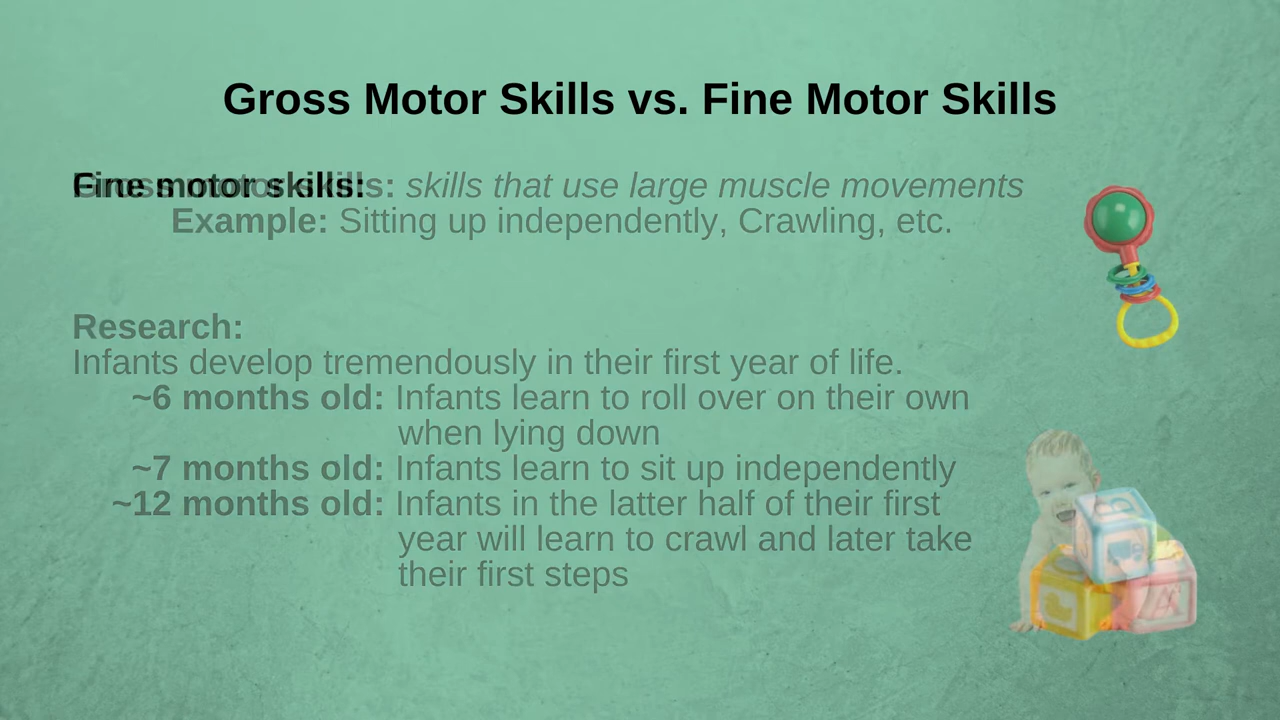 Gross Motor Skills vs. Fine Motor Skills
Fine motor skills:
Gross motor skills: skills that use large muscle movements
Example: Sitting up independently, Crawling, etc.
Research:
Infants develop tremendously in their first year of life.
~6 months old: Infants learn to roll over on their own
when lying down
~7 months old: Infants learn to sit up independently
~12 months old: Infants in the latter half of their first
year will learn to crawl and later take
their first steps